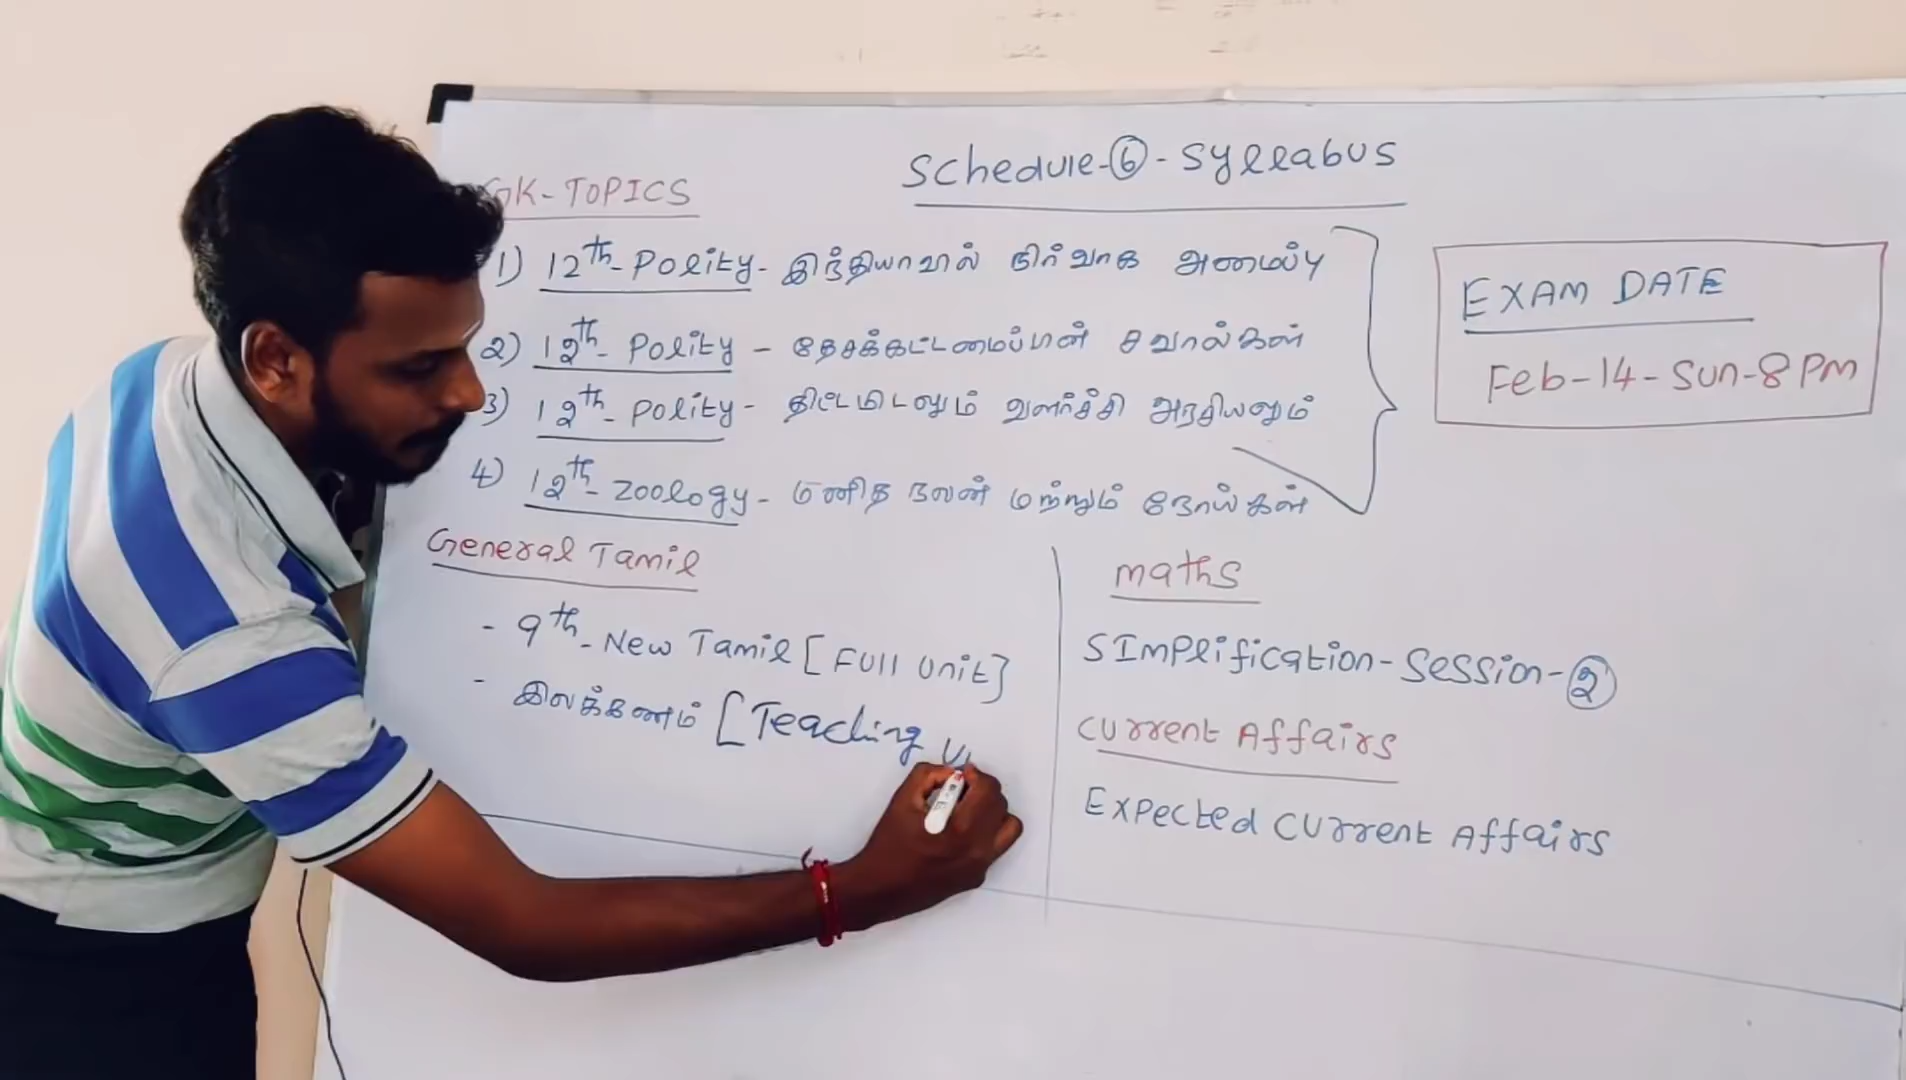 Schedule-⑥-Syllabus
GK-TOPICS
1) 12th-Polity- இந்தியாவில் நிர்வாக அமைப்பு
2) 12th- Polity - தேசக்கட்டமைப்பின் சவால்கள்
3) 12th- Polity- திட்டமிடலும் வளர்ச்சி அரசியலும்
4) 12th- Zoology- மனித நலன் மற்றும் நோய்கள்
EXAM DATE
Feb-14-Sun-8PM
General Tamil
- 9th- New Tamil [Full Unit]
- இலக்கணம் [Teaching
Maths
Simplification-Session-②
Current Affairs
Expected Current Affairs